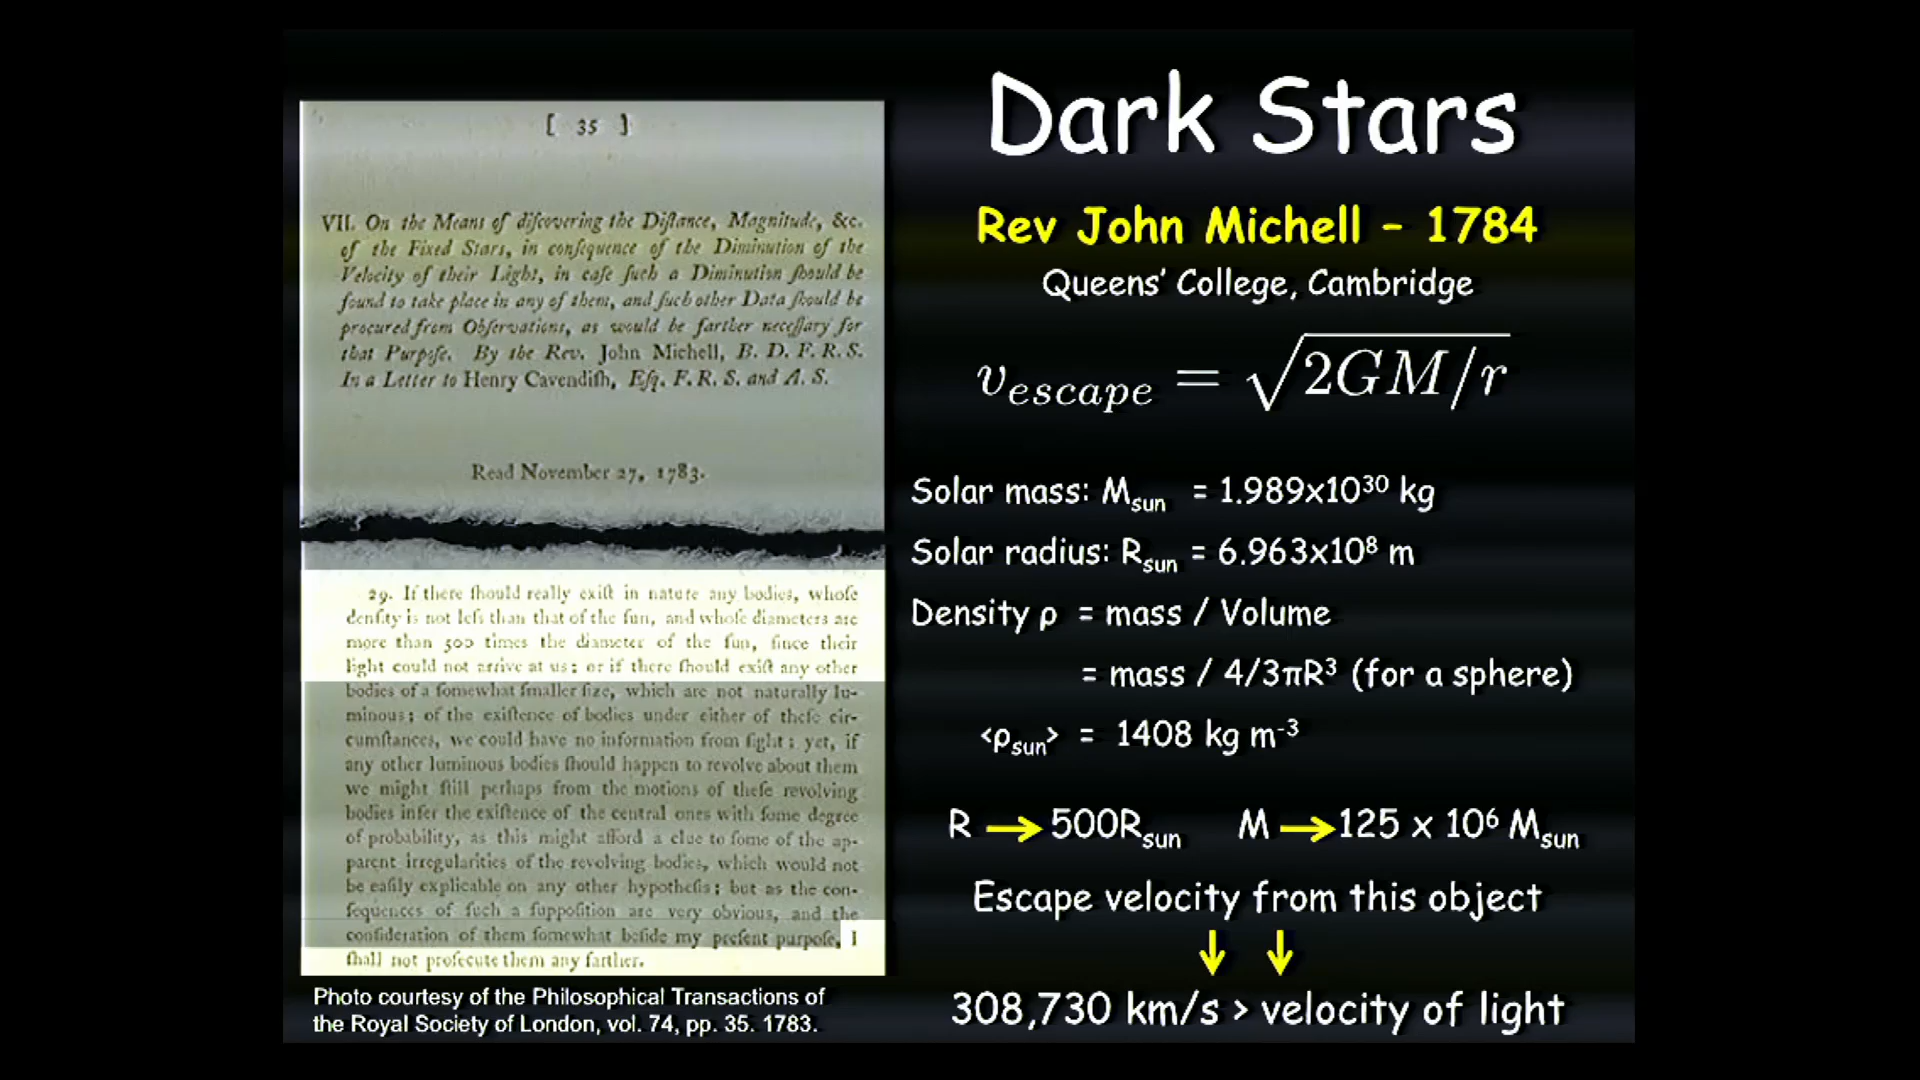 [ 35 ]
VII. On the Means of diſcovering the Diſtance, Magnitude, &c.
of the Fixed Stars, in conſequence of the Diminution of the
Velocity of their Light, in caſe ſuch a Diminution ſhould be
found to take place in any of them, and ſuch other Data ſhould be
procured from Obſervations, as would be farther neceſſary for
that Purpoſe. By the Rev. John Michell, B. D. F. R. S.
In a Letter to Henry Cavendiſh, Eſq. F. R. S. and A. S.
Read November 27, 1783.
29. If there ſhould really exiſt in nature any bodies, whoſe
denſity is not leſs than that of the ſun, and whoſe diameters are
more than 500 times the diameter of the ſun, ſince their
light could not arrive at us; or if there ſhould exiſt any other
bodies of a ſomewhat ſmaller ſize, which are not naturally lu-
minous; of the exiſtence of bodies under either of theſe cir-
cumſtances, we could have no information from ſight; yet, if
any other luminous bodies ſhould happen to revolve about them
we might ſtill perhaps from the motions of theſe revolving
bodies infer the exiſtence of the central ones with ſome degree
of probability, as this might afford a clue to ſome of the ap-
parent irregularities of the revolving bodies, which would not
be eaſily explicable on any other hypotheſis; but as the con-
ſequences of ſuch a ſuppoſition are very obvious, and the
conſideration of them ſomewhat beſide my preſent purpoſe, I
ſhall not proſecute them any farther.
Photo courtesy of the Philosophical Transactions of
the Royal Society of London, vol. 74, pp. 35. 1783.
Dark Stars
Rev John Michell – 1784
Queens’ College, Cambridge
v_escape = √2GM/r
Solar mass: Msun = 1.989x10³⁰ kg
Solar radius: Rsun = 6.963x10⁸ m
Density ρ = mass / Volume
= mass / 4/3πR³ (for a sphere)
<ρsun> = 1408 kg m⁻³
R → 500Rsun M → 125 x 10⁶ Msun
Escape velocity from this object
↓ ↓
308,730 km/s > velocity of light